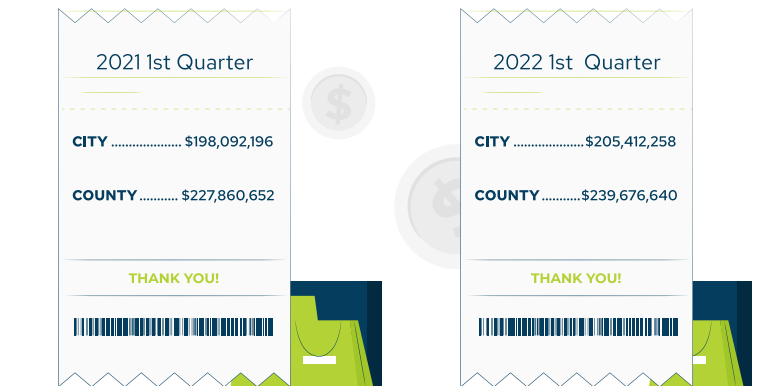 2021 1st Quarter
CITY .................... $198,092,196
COUNTY ........... $227,860,652
THANK YOU!
2022 1st Quarter
CITY ....................$205,412,258
COUNTY ...........$239,676,640
THANK YOU!
$
$